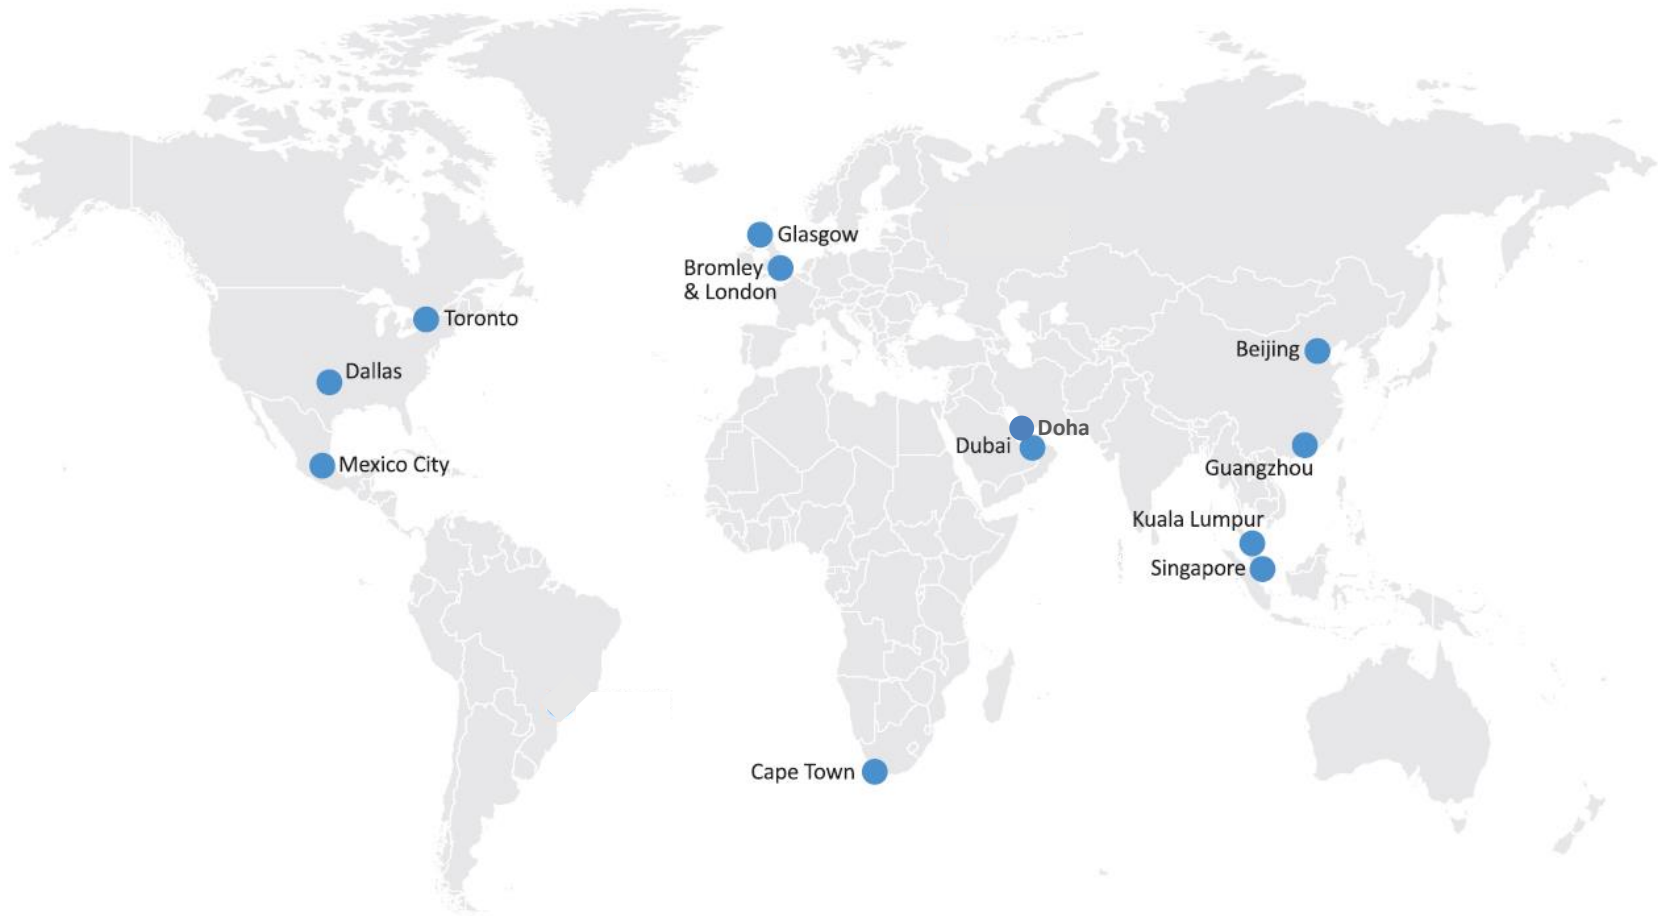 Glasgow
Bromley
& London
Toronto
Dallas
Mexico City
Beijing
Doha
Dubai
Guangzhou
Kuala Lumpur
Singapore
Cape Town